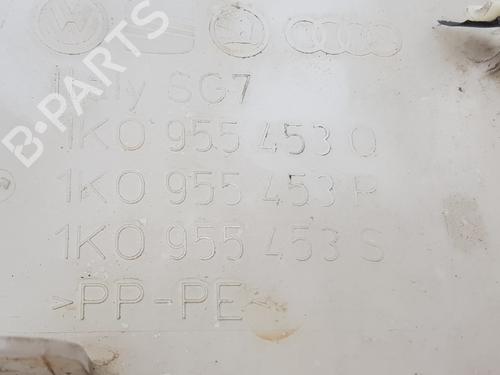 B-PARTS
Italy SG7
1K0 955 453 Q
1K0 955 453 R
1K0 955 453 S
>PP-PE<